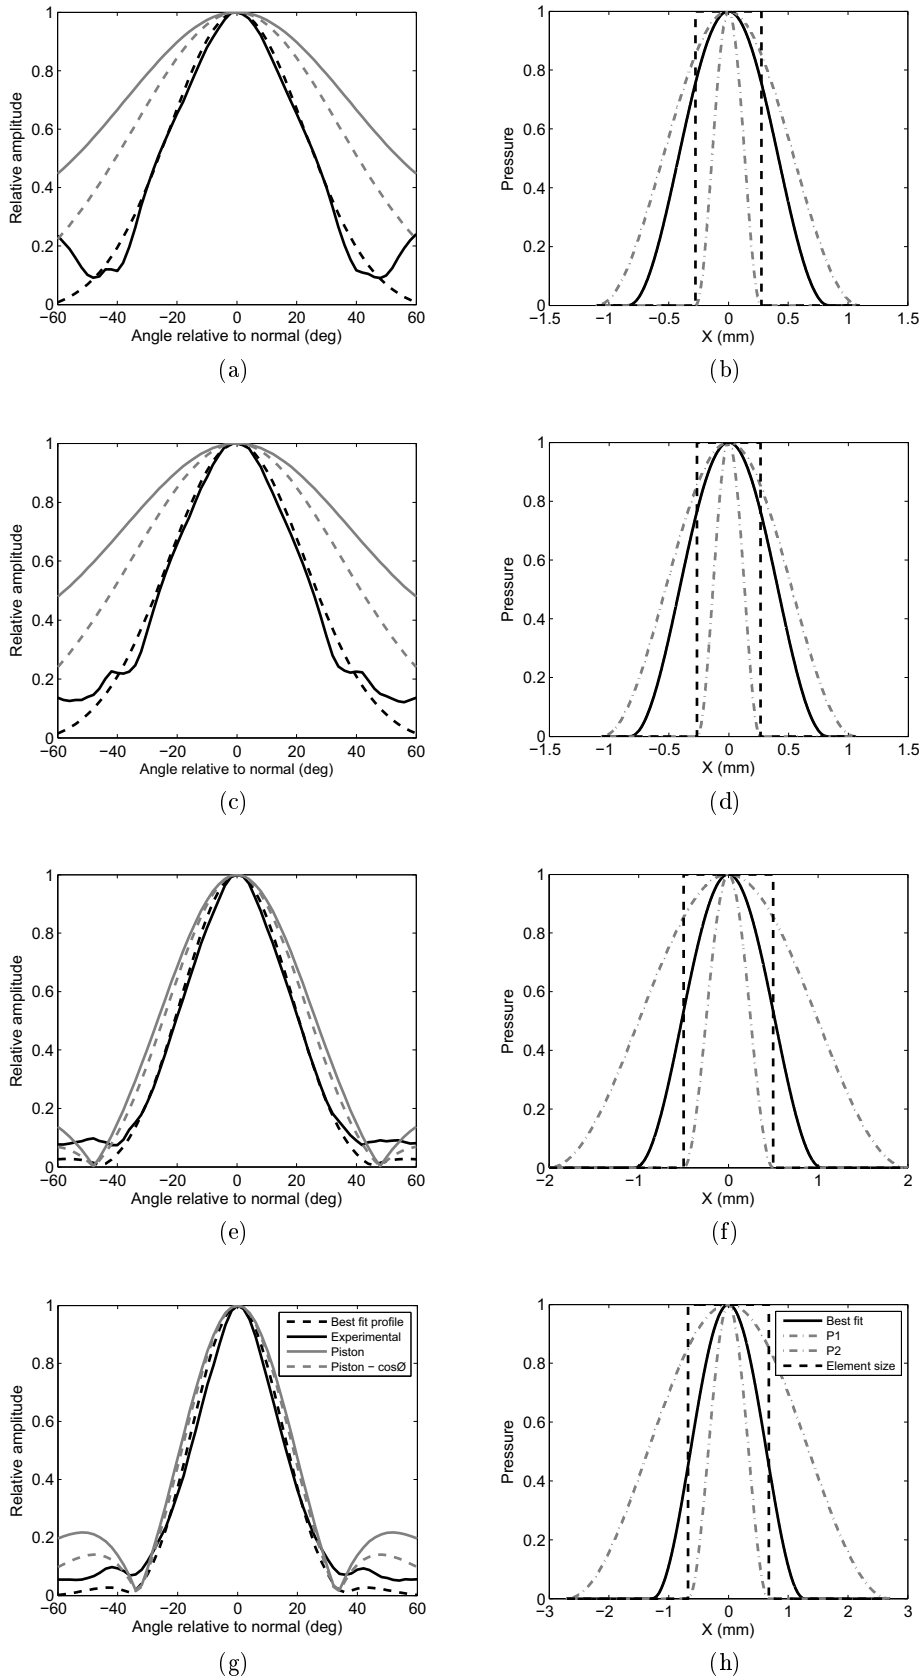 1
0.8
0.6
0.4
0.2
0
Relative amplitude
−60 −40 −20 0 20 40 60
Angle relative to normal (deg)
(a)
1
0.8
0.6
0.4
0.2
0
Pressure
−1.5 −1 −0.5 0 0.5 1 1.5
X (mm)
(b)
1
0.8
0.6
0.4
0.2
0
Relative amplitude
−60 −40 −20 0 20 40 60
Angle relative to normal (deg)
(c)
1
0.8
0.6
0.4
0.2
0
Pressure
−1.5 −1 −0.5 0 0.5 1 1.5
X (mm)
(d)
1
0.8
0.6
0.4
0.2
0
Relative amplitude
−60 −40 −20 0 20 40 60
Angle relative to normal (deg)
(e)
1
0.8
0.6
0.4
0.2
0
Pressure
−2 −1 0 1 2
X (mm)
(f)
1
0.8
0.6
0.4
0.2
0
Relative amplitude
Best fit profile
Experimental
Piston
Piston − cosØ
−60 −40 −20 0 20 40 60
Angle relative to normal (deg)
(g)
1
0.8
0.6
0.4
0.2
0
Pressure
Best fit
P1
P2
Element size
−3 −2 −1 0 1 2 3
X (mm)
(h)